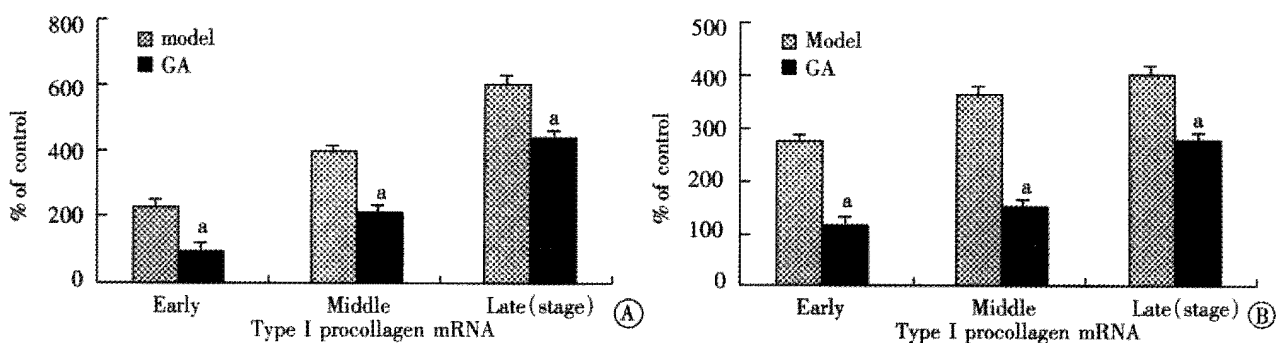 800
600
400
200
0
% of control
model
GA
a
a
a
Early Middle Late(stage)
Type I procollagen mRNA
A
500
400
300
200
100
0
% of control
Model
GA
a
a
a
Early Middle Late(stage)
Type I procollagen mRNA
B